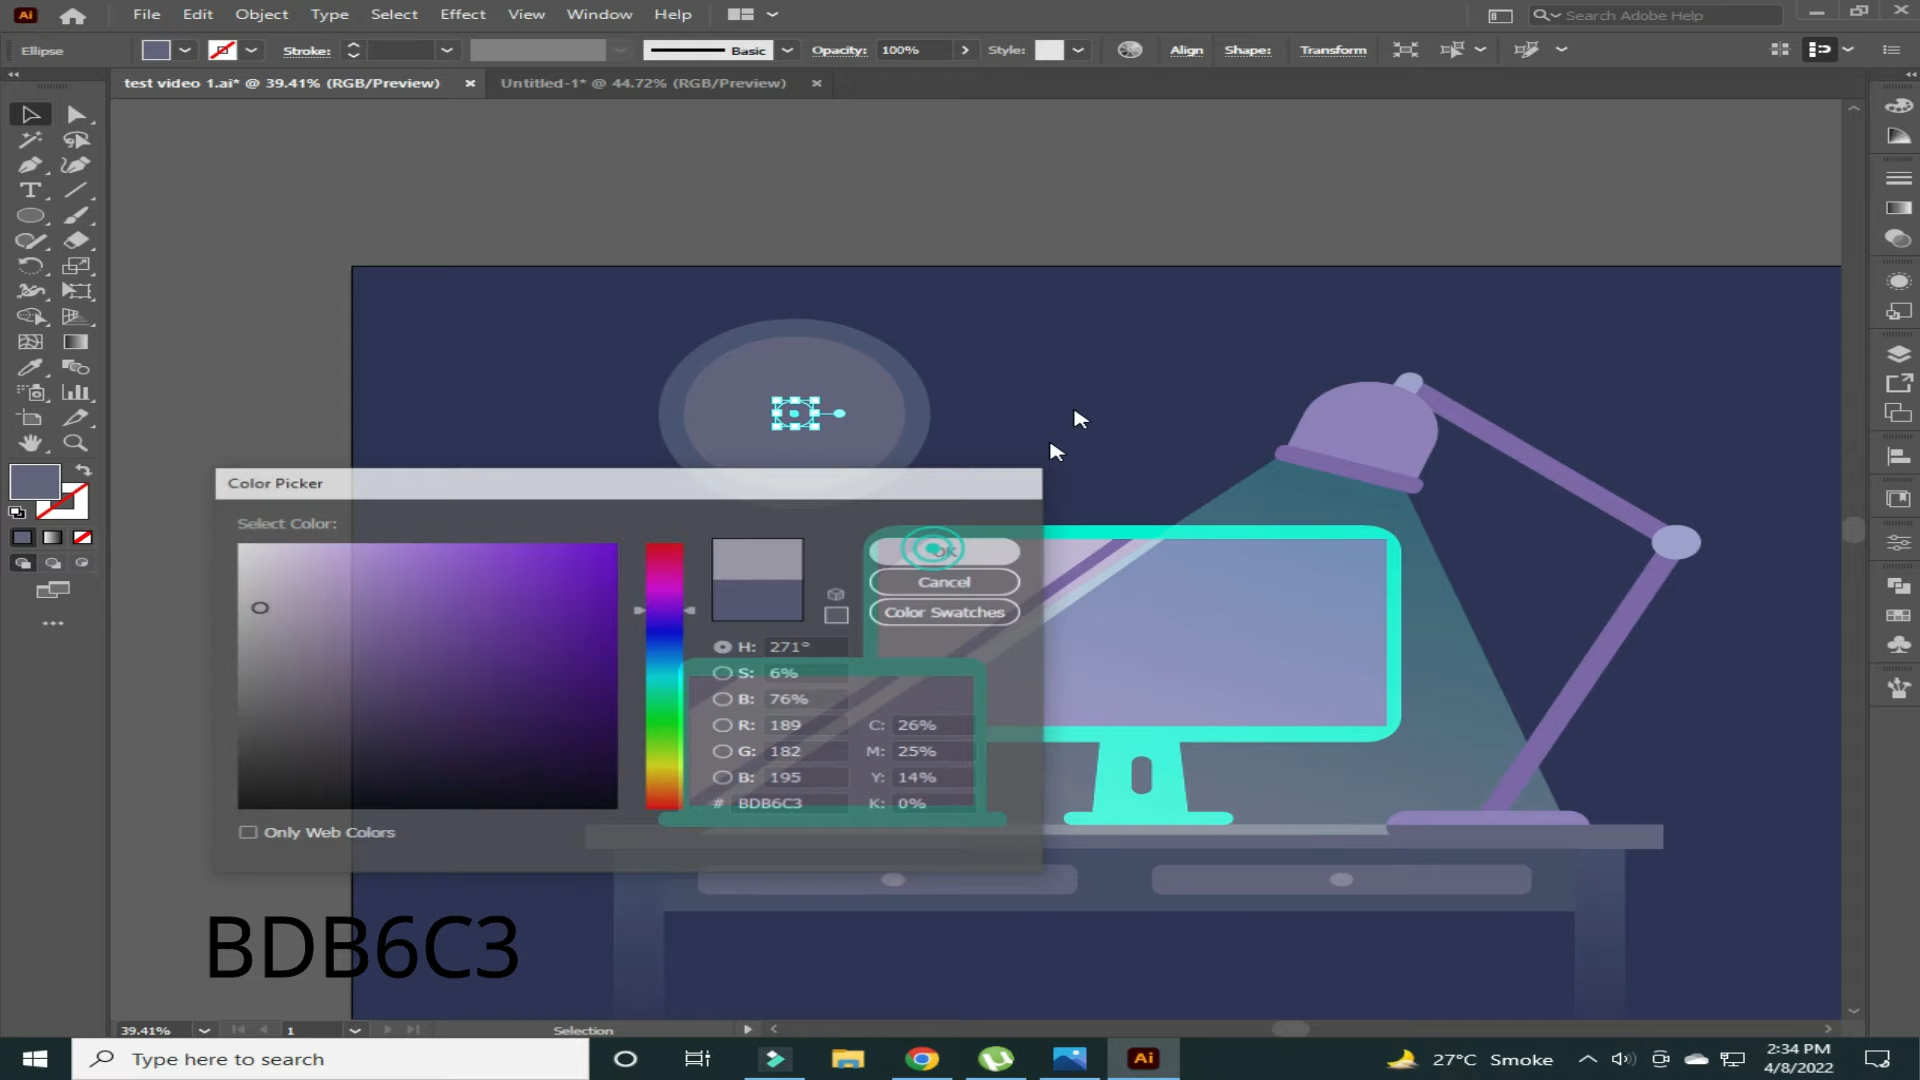 Ai File Edit Object Type Select Effect View Window Help Search Adobe Help
Ellipse Stroke: Basic Opacity: 100% Style: Align Shape: Transform
test video 1.ai* @ 39.41% (RGB/Preview) × Untitled-1* @ 44.72% (RGB/Preview) ×
Color Picker
Select Color:
OK
Cancel
Color Swatches
H: 271°
S: 6%
B: 76%
R: 189 C: 26%
G: 182 M: 25%
B: 195 Y: 14%
# BDB6C3 K: 0%
Only Web Colors
BDB6C3
39.41% 1 Selection
Type here to search Ai 27°C Smoke 2:34 PM
4/8/2022